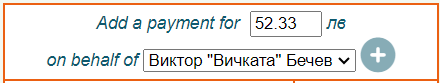 Add a payment for 52.33 лв
on behalf of Виктор "Вичката" Бечев